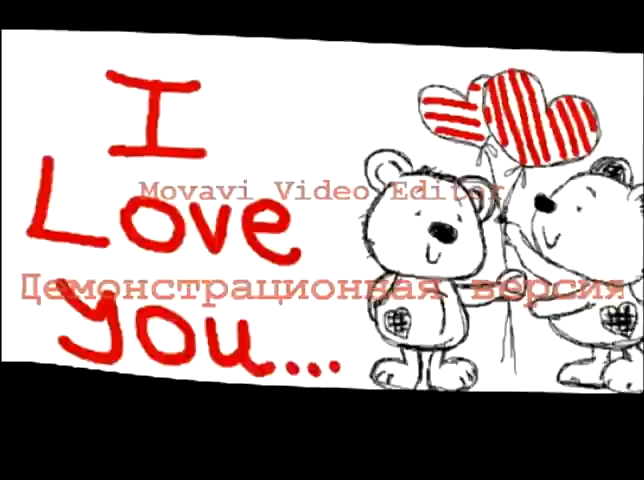 I
Movavi Video Editor
Love
Демонстрационная версия
you...